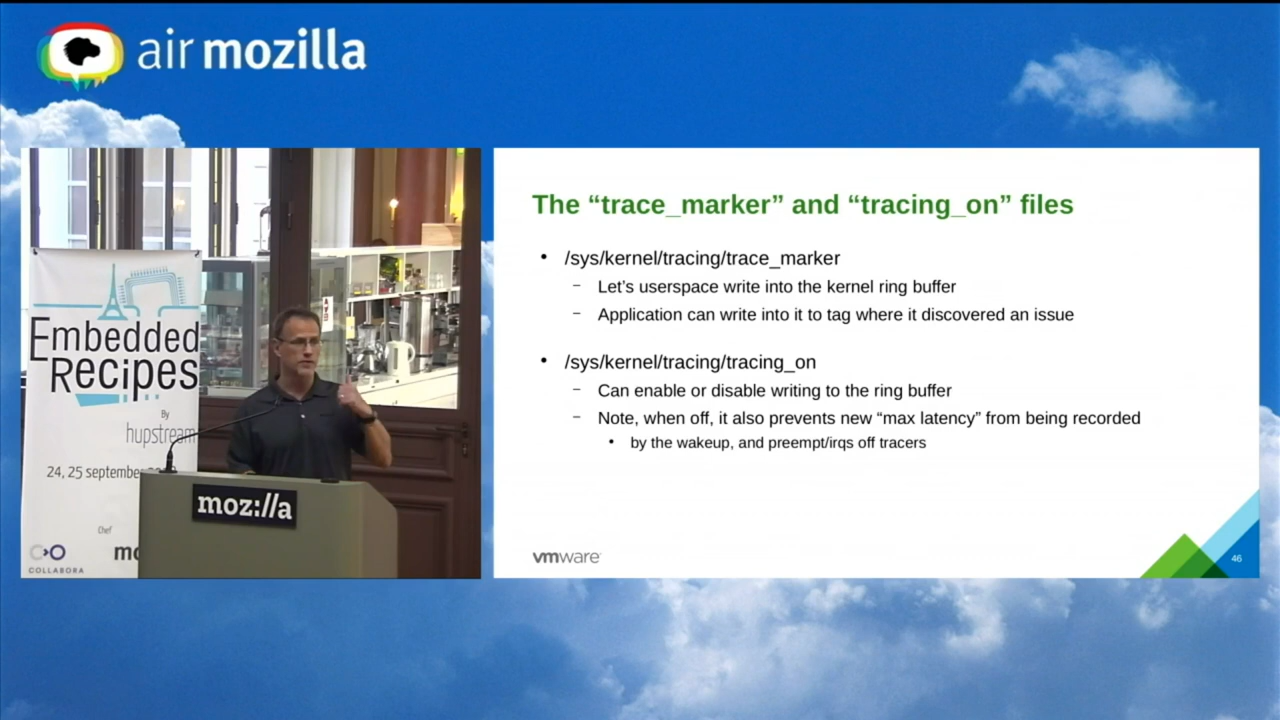 air mozilla
Embedded
Recipes
By
hupstream
24, 25 september
Chef
COLLABORA
moz://a
The “trace_marker” and “tracing_on” files
• /sys/kernel/tracing/trace_marker
– Let’s userspace write into the kernel ring buffer
– Application can write into it to tag where it discovered an issue
• /sys/kernel/tracing/tracing_on
– Can enable or disable writing to the ring buffer
– Note, when off, it also prevents new “max latency” from being recorded
• by the wakeup, and preempt/irqs off tracers
vmware
46